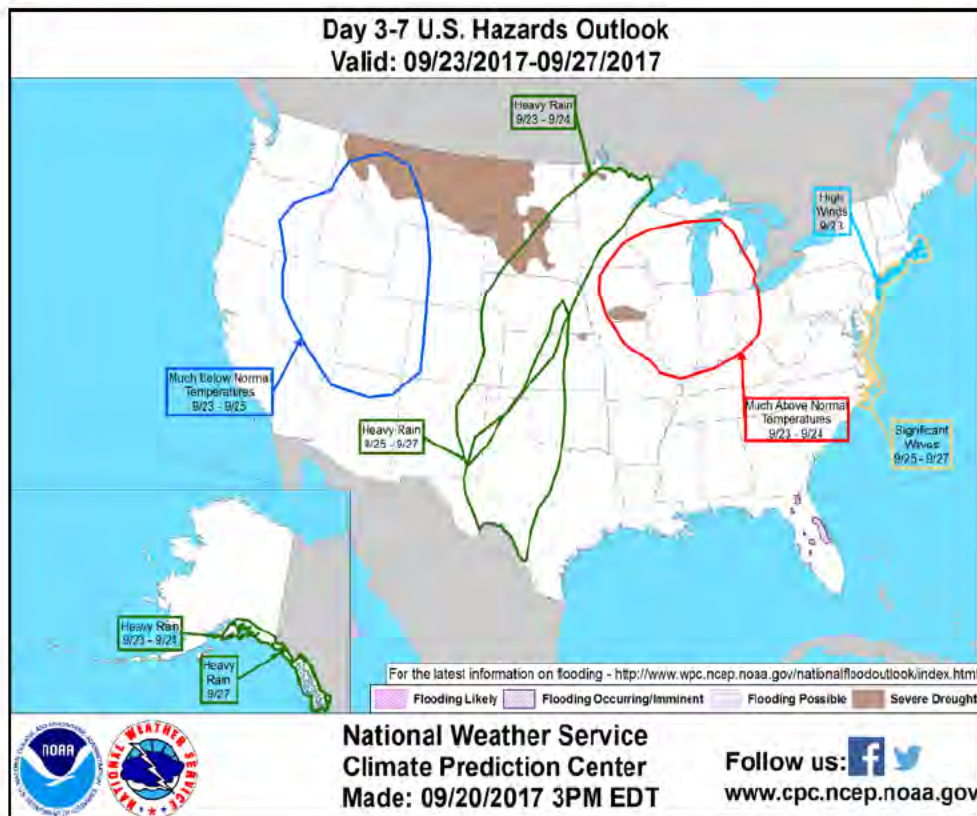 Day 3-7 U.S. Hazards Outlook
Valid: 09/23/2017-09/27/2017
Heavy Rain
9/23 - 9/24
High
Winds
9/23
Much Below Normal
Temperatures
9/23 - 9/25
Heavy Rain
9/25 - 9/27
Much Above Normal
Temperatures
9/23 - 9/24
Significant
Waves
9/25 - 9/27
Heavy Rain
9/23 - 9/24
Heavy
Rain
9/27
For the latest information on flooding - http://www.wpc.ncep.noaa.gov/nationalfloodoutlook/index.html
Flooding Likely
Flooding Occurring/Imminent
Flooding Possible
Severe Drought
NOAA
NATIONAL WEATHER SERVICE
National Weather Service
Climate Prediction Center
Made: 09/20/2017 3PM EDT
Follow us:
www.cpc.ncep.noaa.gov